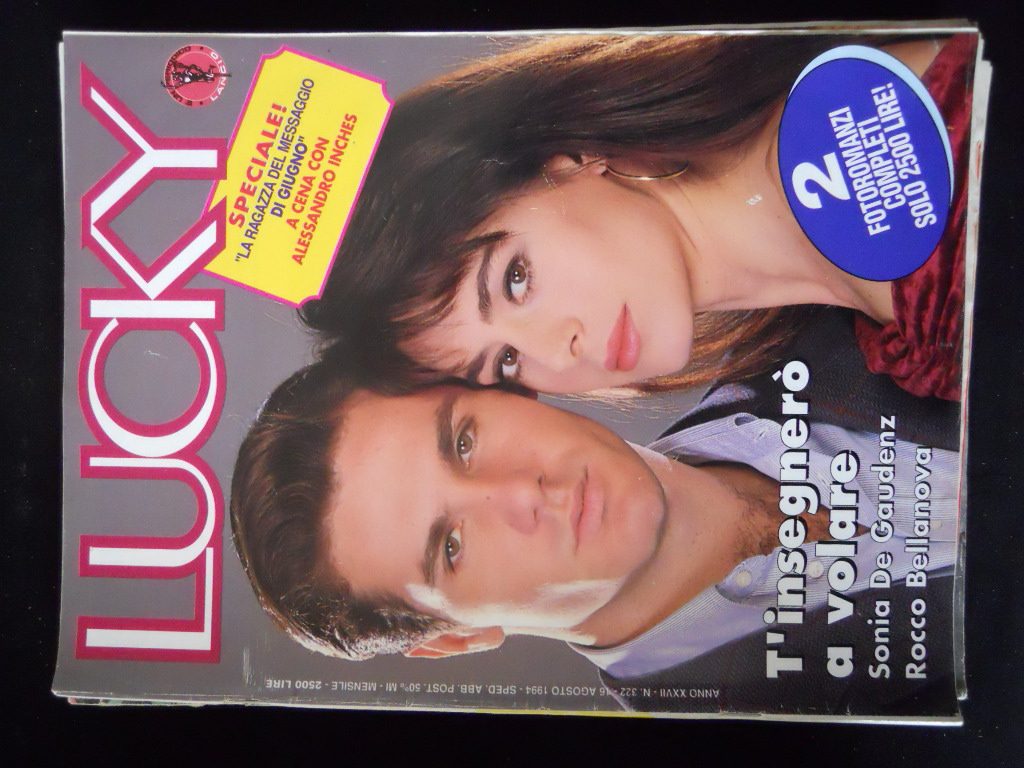 LUCKY
SPECIALE!
"LA RAGAZZA DEL MESSAGGIO
DI GIUGNO"
A CENA CON
ALESSANDRO INCHES
2
FOTOROMANZI
COMPLETI
SOLO 2500 LIRE!
T'insegnerò
a volare
Sonia De Gaudenz
Rocco Bellanova
ANNO XXVII - N. 322 - 16 AGOSTO 1994 - SPED. ABB. POST. 50% MI - MENSILE - 2500 LIRE